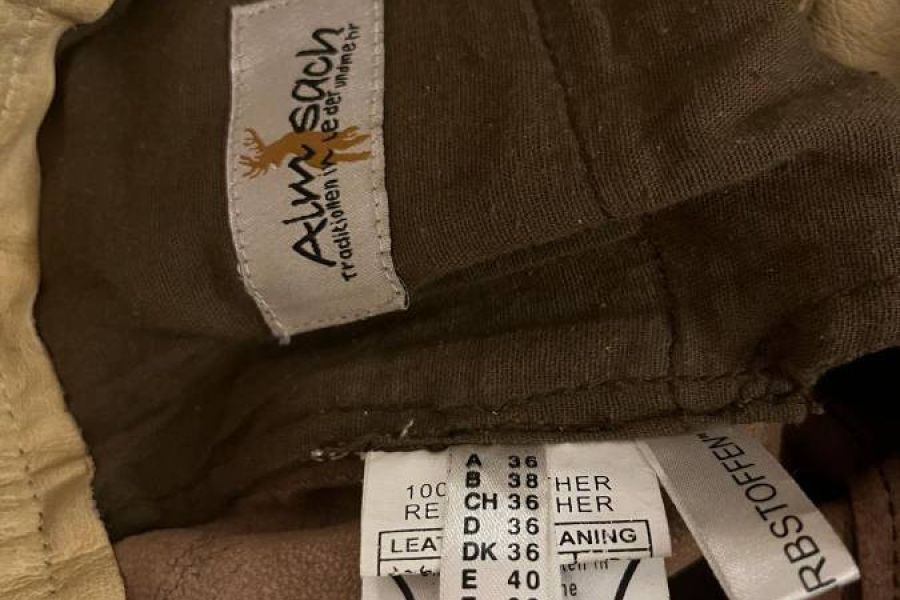 Almsach
Traditionen in Leder und mehr
A 36
B 38
CH 36
D 36
DK 36
E 40
100 HER
RE HER
LEA ANING
RBSTOFFEN"